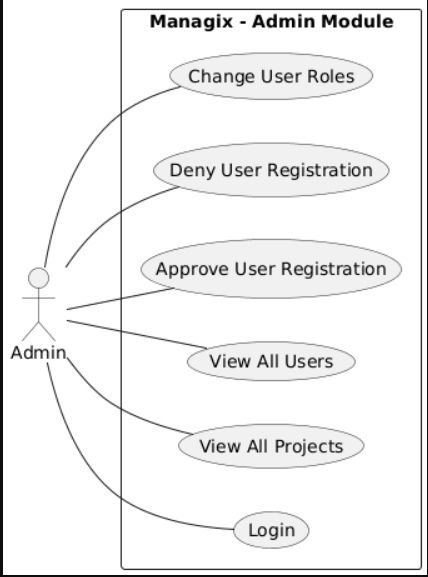 Managix - Admin Module
Change User Roles
Deny User Registration
Approve User Registration
Admin
View All Users
View All Projects
Login